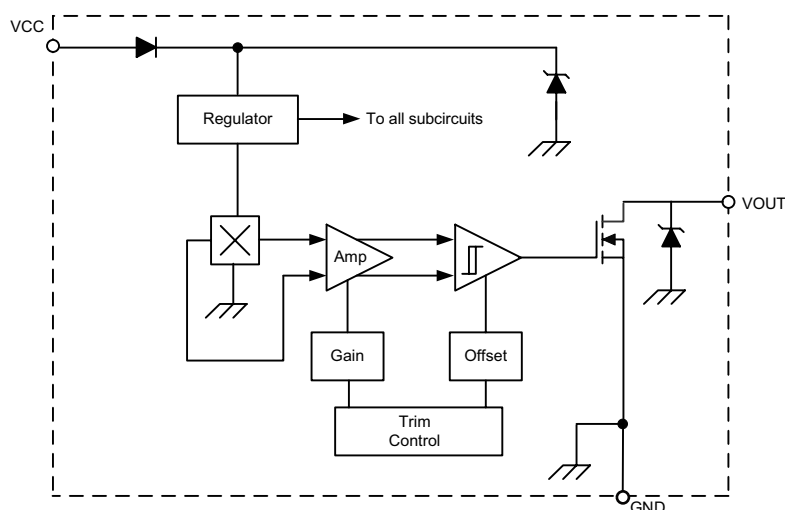 VCC
Regulator
To all subcircuits
VOUT
Amp
Gain
Offset
Trim
Control
GND